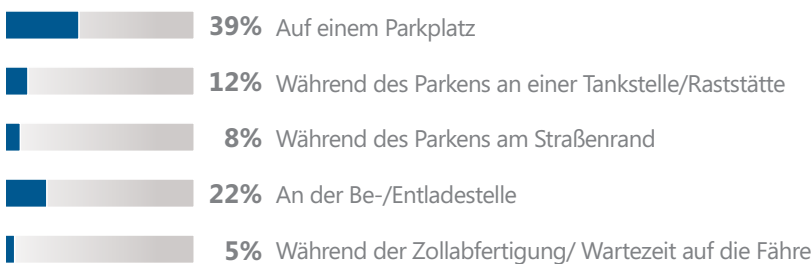 39% Auf einem Parkplatz
12% Während des Parkens an einer Tankstelle/Raststätte
8% Während des Parkens am Straßenrand
22% An der Be-/Entladestelle
5% Während der Zollabfertigung/ Wartezeit auf die Fähre